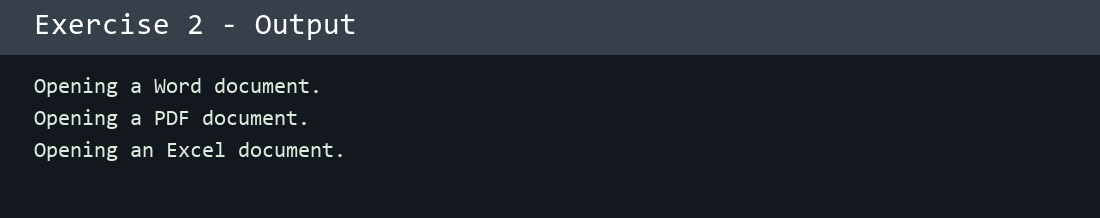 Exercise 2 - Output
Opening a Word document.
Opening a PDF document.
Opening an Excel document.